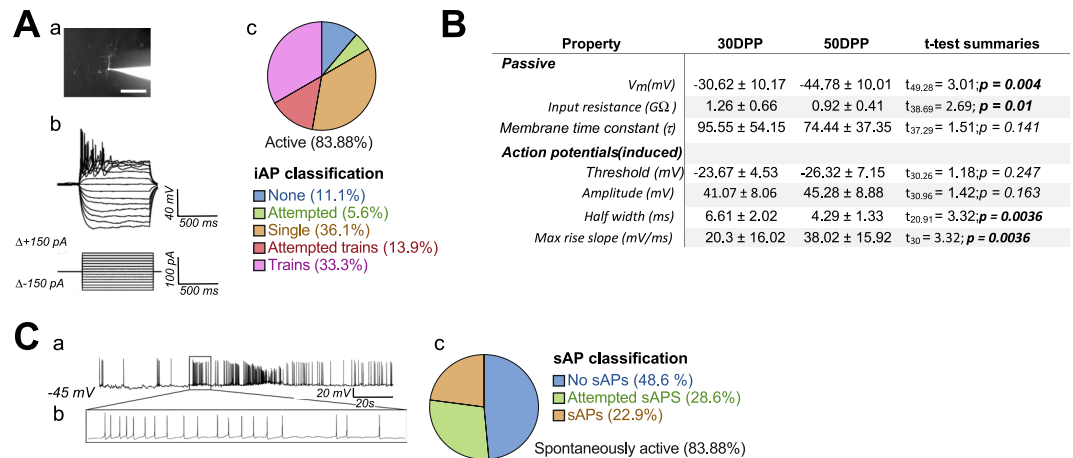 A
a
b
40 mV
500 ms
Δ+150 pA
Δ-150 pA
100 pA
500 ms
c
Active (83.88%)
iAP classification
None (11.1%)
Attempted (5.6%)
Single (36.1%)
Attempted trains (13.9%)
Trains (33.3%)
B
Property 30DPP 50DPP t-test summaries
Passive
Vm(mV) -30.62 ± 10.17 -44.78 ± 10.01 t49.28 = 3.01;p = 0.004
Input resistance (GΩ) 1.26 ± 0.66 0.92 ± 0.41 t38.69 = 2.69; p = 0.01
Membrane time constant (τ) 95.55 ± 54.15 74.44 ± 37.35 t37.29 = 1.51;p = 0.141
Action potentials(induced)
Threshold (mV) -23.67 ± 4.53 -26.32 ± 7.15 t30.26 = 1.18;p = 0.247
Amplitude (mV) 41.07 ± 8.06 45.28 ± 8.88 t30.96 = 1.42;p = 0.163
Half width (ms) 6.61 ± 2.02 4.29 ± 1.33 t20.91 = 3.32;p = 0.0036
Max rise slope (mV/ms) 20.3 ± 16.02 38.02 ± 15.92 t30 = 3.32; p = 0.0036
C
a
-45 mV
20 mV
20s
b
c
sAP classification
No sAPs (48.6 %)
Attempted sAPS (28.6%)
sAPs (22.9%)
Spontaneously active (83.88%)